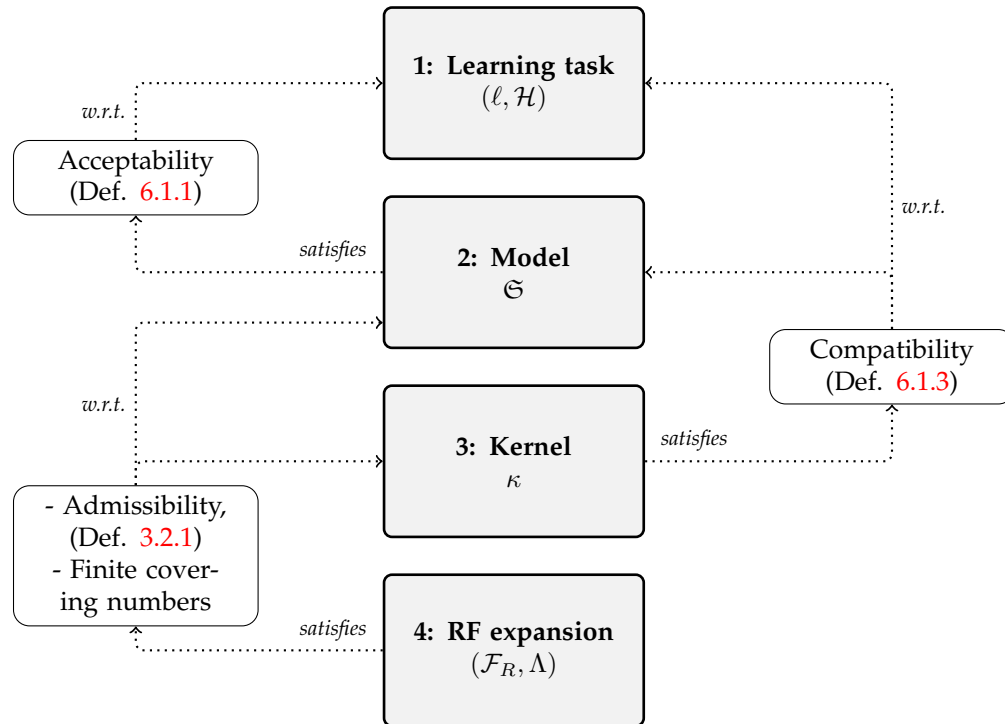 1: Learning task
(ℓ, ℋ)
w.r.t.
Acceptability
(Def. 6.1.1)
w.r.t.
satisfies
2: Model
𝔖
Compatibility
(Def. 6.1.3)
w.r.t.
3: Kernel
κ
satisfies
- Admissibility,
(Def. 3.2.1)
- Finite cover-
ing numbers
satisfies
4: RF expansion
(ℱ_R, Λ)